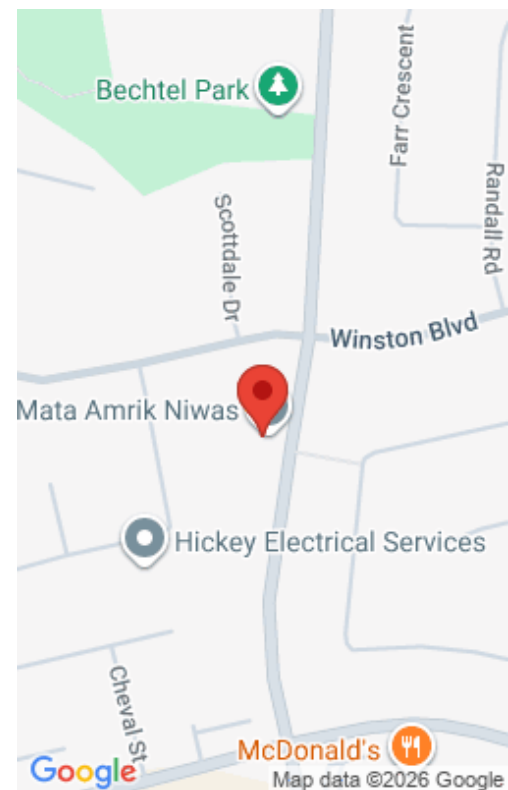 Bechtel Park
Farr Crescent
Randall Rd
Scottdale Dr
Winston Blvd
Mata Amrik Niwas
Hickey Electrical Services
Cheval St
McDonald's
Google
Map data ©2026 Google